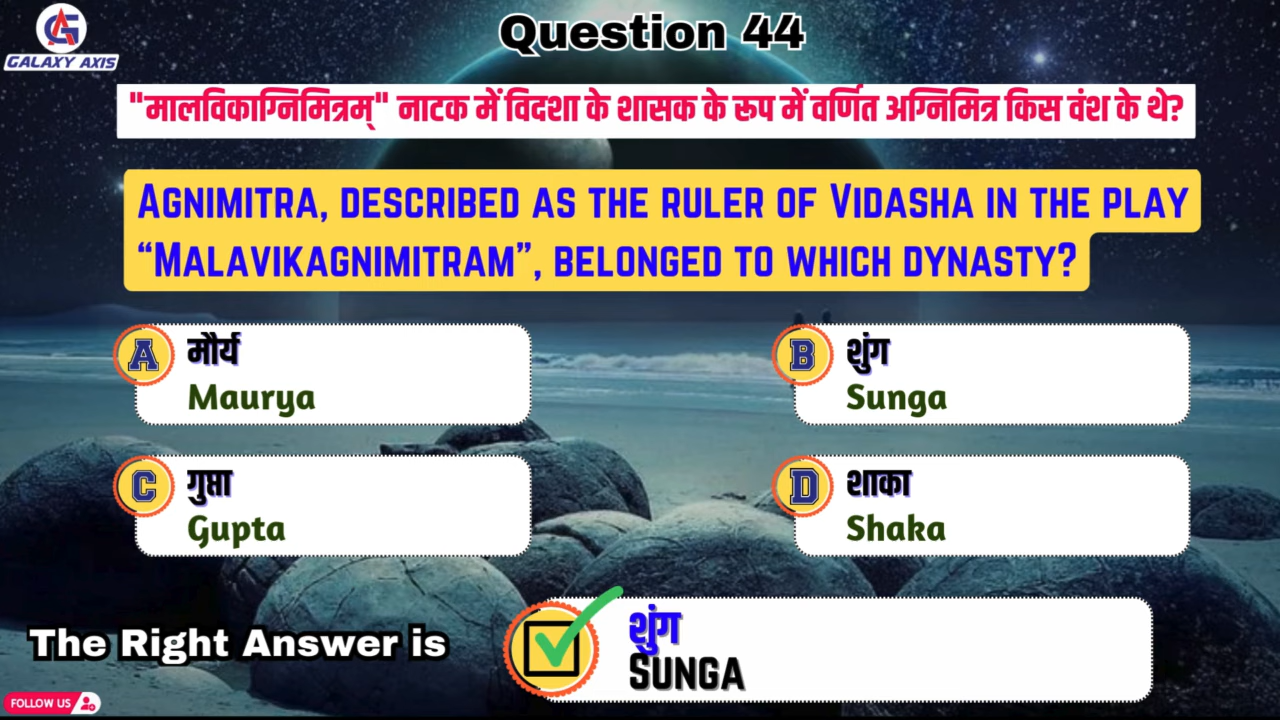 GALAXY AXIS
Question 44
"मालविकाग्निमित्रम्" नाटक में विदशा के शासक के रूप में वर्णित अग्निमित्र किस वंश के थे?
Agnimitra, described as the ruler of Vidasha in the play
“Malavikagnimitram”, belonged to which dynasty?
A
मौर्य
Maurya
B
शुंग
Sunga
C
गुप्ता
Gupta
D
शाका
Shaka
The Right Answer is
शुंग
Sunga
FOLLOW US